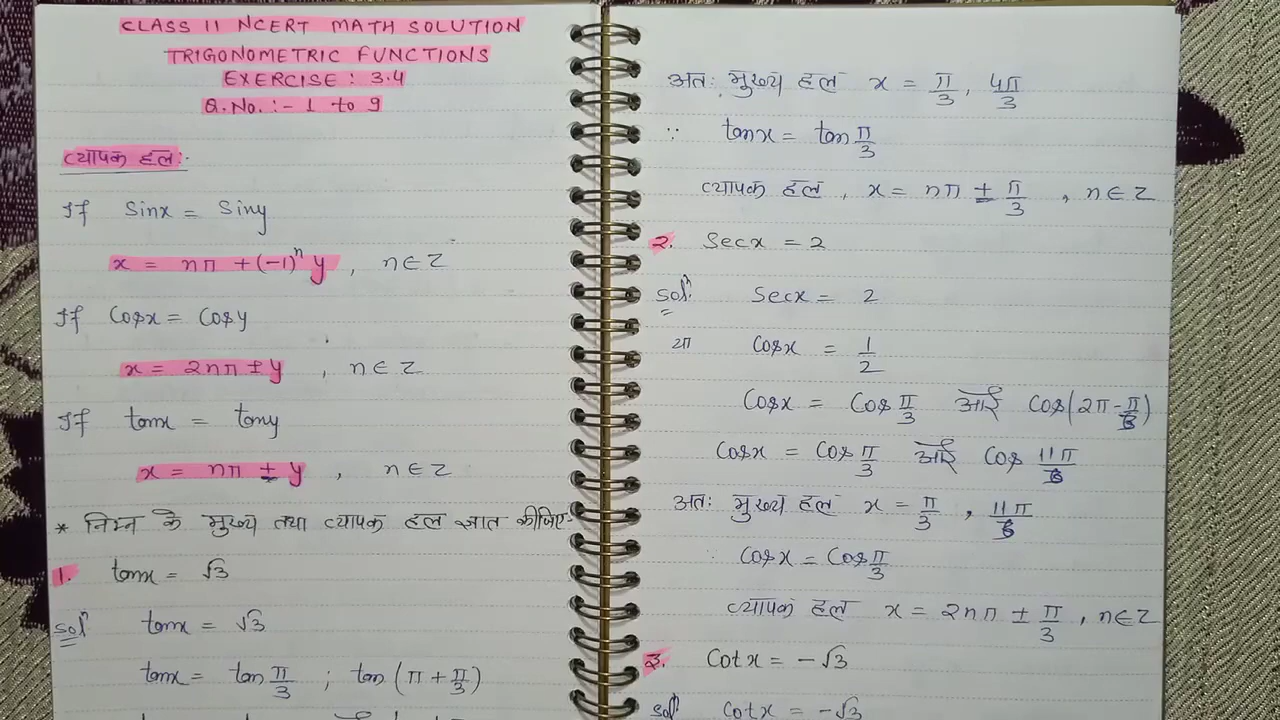 CLASS 11 NCERT MATH SOLUTION
TRIGONOMETRIC FUNCTIONS
EXERCISE : 3.4
Q.No. :- 1 to 9
व्यापक हल:-
If Sinx = Siny
x = nπ + (-1)ⁿ y , n ∈ Z
If Cosx = Cosy
x = 2nπ ± y , n ∈ Z
If tanx = tany
x = nπ ± y , n ∈ Z
* निम्न के मुख्य तथा व्यापक हल ज्ञात कीजिए-
1. tanx = √3
Solⁿ tanx = √3
tanx = tan π/3 ; tan (π + π/3)
अतः मुख्य हल x = π/3 , 4π/3
∵ tanx = tan π/3
व्यापक हल , x = nπ ± π/3 , n ∈ Z
2. Secx = 2
Solⁿ. Secx = 2
या Cosx = 1/2
Cosx = Cos π/3 और Cos(2π - π/3)
Cosx = Cos π/3 और Cos 11π/
अतः मुख्य हल x = π/3 , 11π/
Cosx = Cos π/3
व्यापक हल x = 2nπ ± π/3 , n ∈ Z
3. Cotx = -√3
Solⁿ Cotx = -√3